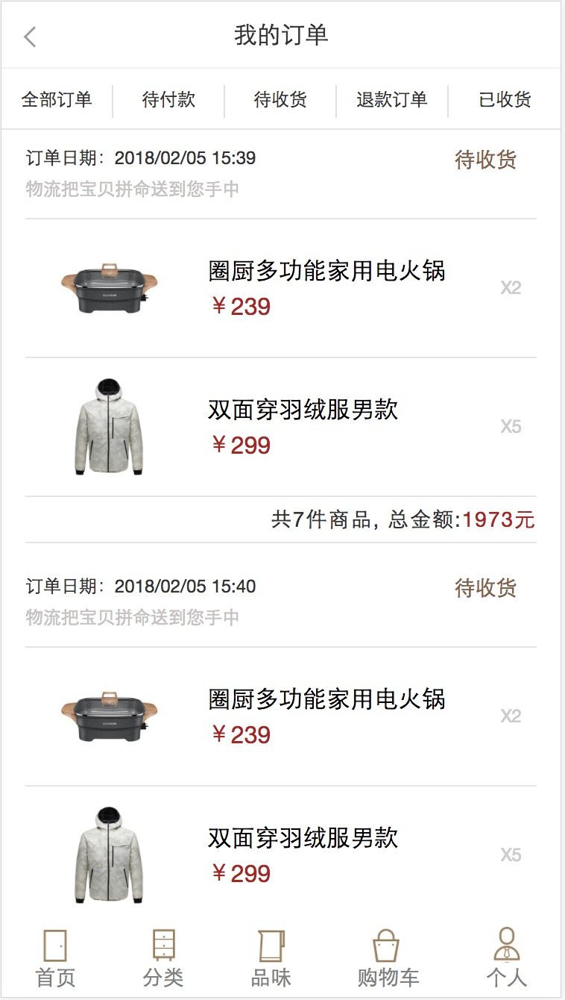 我的订单
全部订单 待付款 待收货 退款订单 已收货
订单日期：2018/02/05 15:39 待收货
物流把宝贝拼命送到您手中
圈厨多功能家用电火锅
￥239 X2
双面穿羽绒服男款
￥299 X5
共7件商品, 总金额:1973元
订单日期：2018/02/05 15:40 待收货
物流把宝贝拼命送到您手中
圈厨多功能家用电火锅
￥239 X2
双面穿羽绒服男款
￥299 X5
首页 分类 品味 购物车 个人